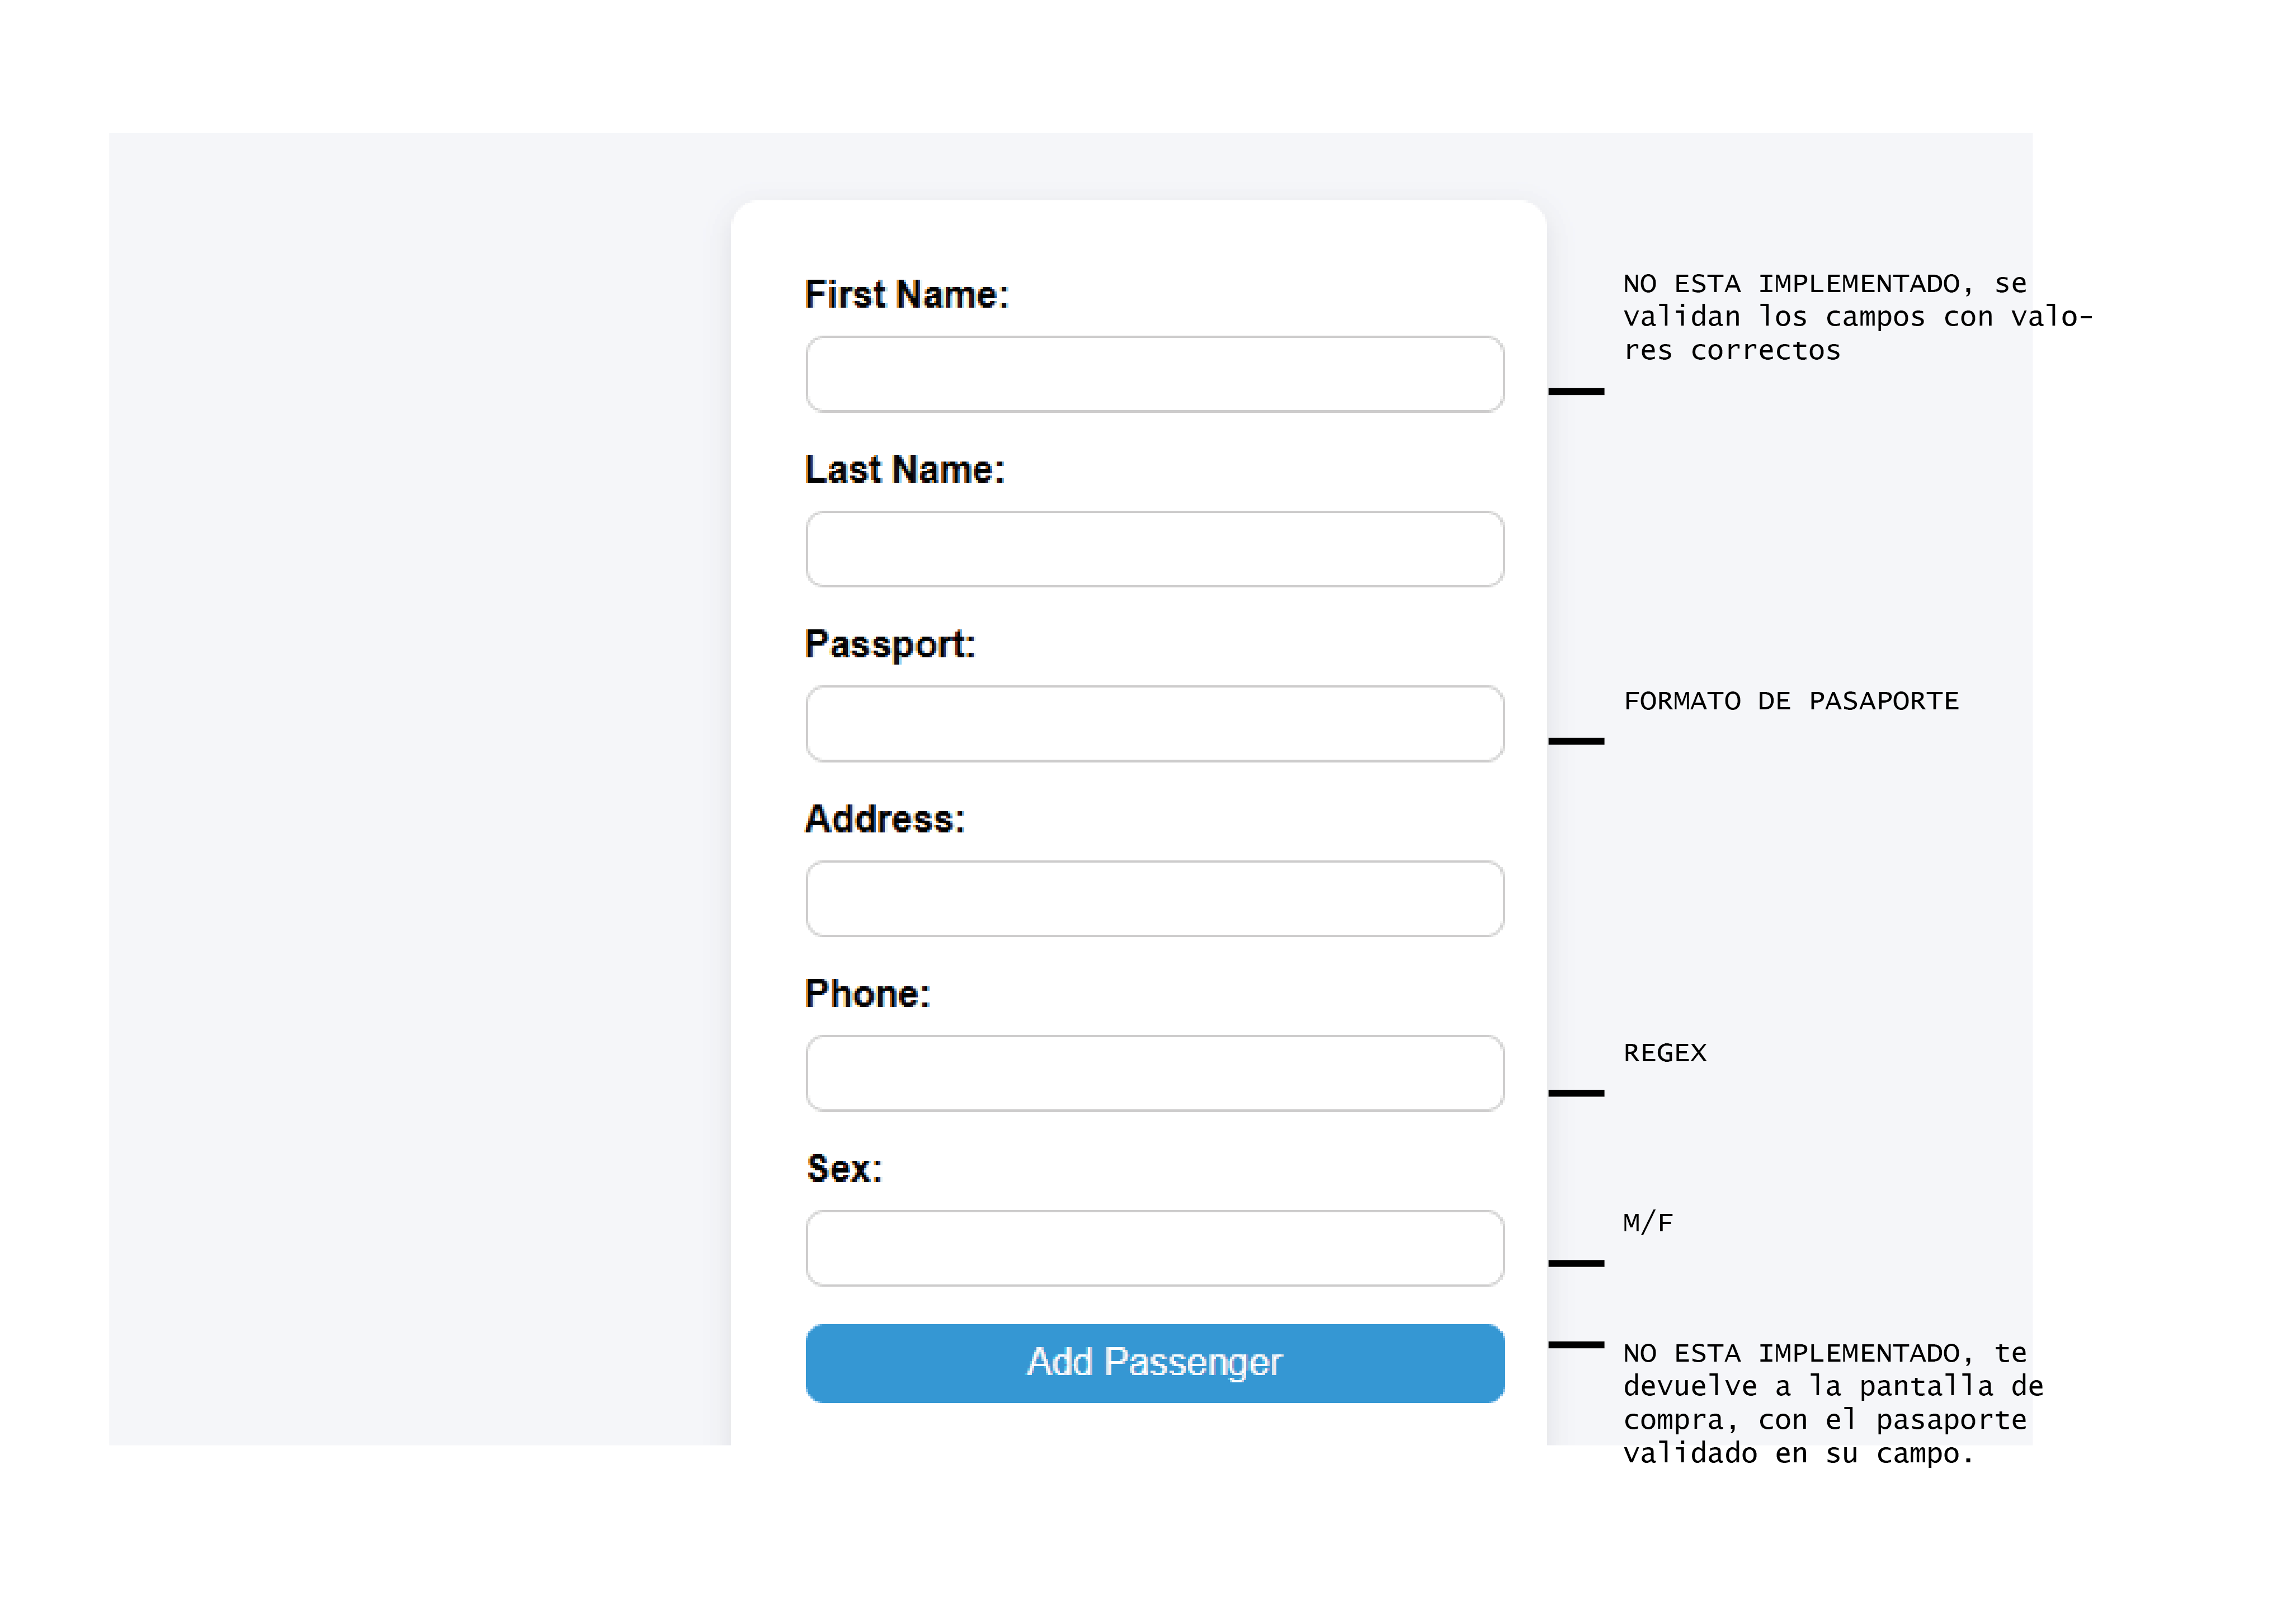 First Name:
NO ESTA IMPLEMENTADO, se
validan los campos con valo-
res correctos
Last Name:
Passport:
FORMATO DE PASAPORTE
Address:
Phone:
REGEX
Sex:
M/F
Add Passenger
NO ESTA IMPLEMENTADO, te
devuelve a la pantalla de
compra, con el pasaporte
validado en su campo.